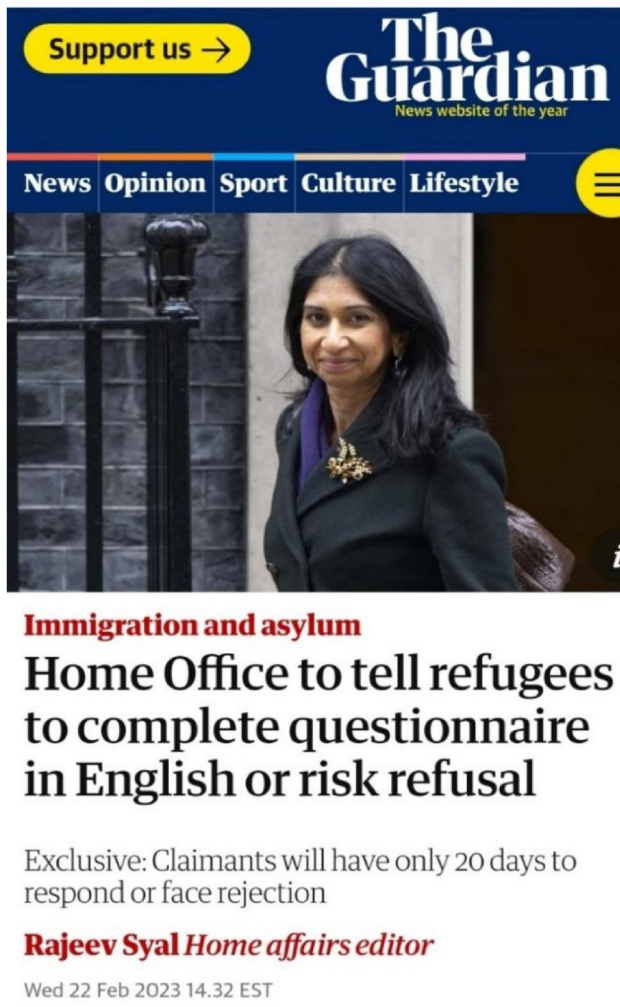 Support us →
The
Guardian
News website of the year
News Opinion Sport Culture Lifestyle
i
Immigration and asylum
Home Office to tell refugees
to complete questionnaire
in English or risk refusal
Exclusive: Claimants will have only 20 days to
respond or face rejection
Rajeev Syal Home affairs editor
Wed 22 Feb 2023 14.32 EST